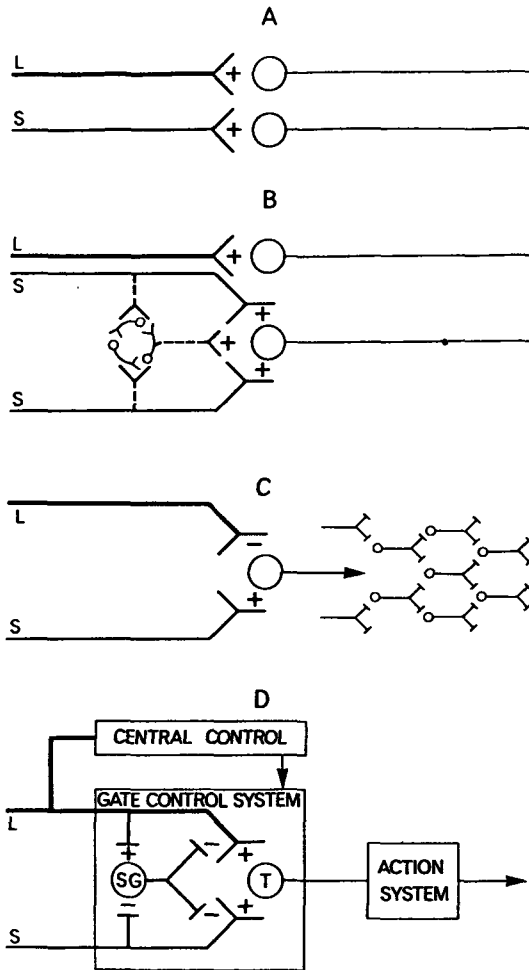 A
L +
S +
B
L +
S
+
+
+
S
C
L
−
+
S
D
CENTRAL CONTROL
GATE CONTROL SYSTEM
L
+ − +
SG T
− − +
S
ACTION
SYSTEM